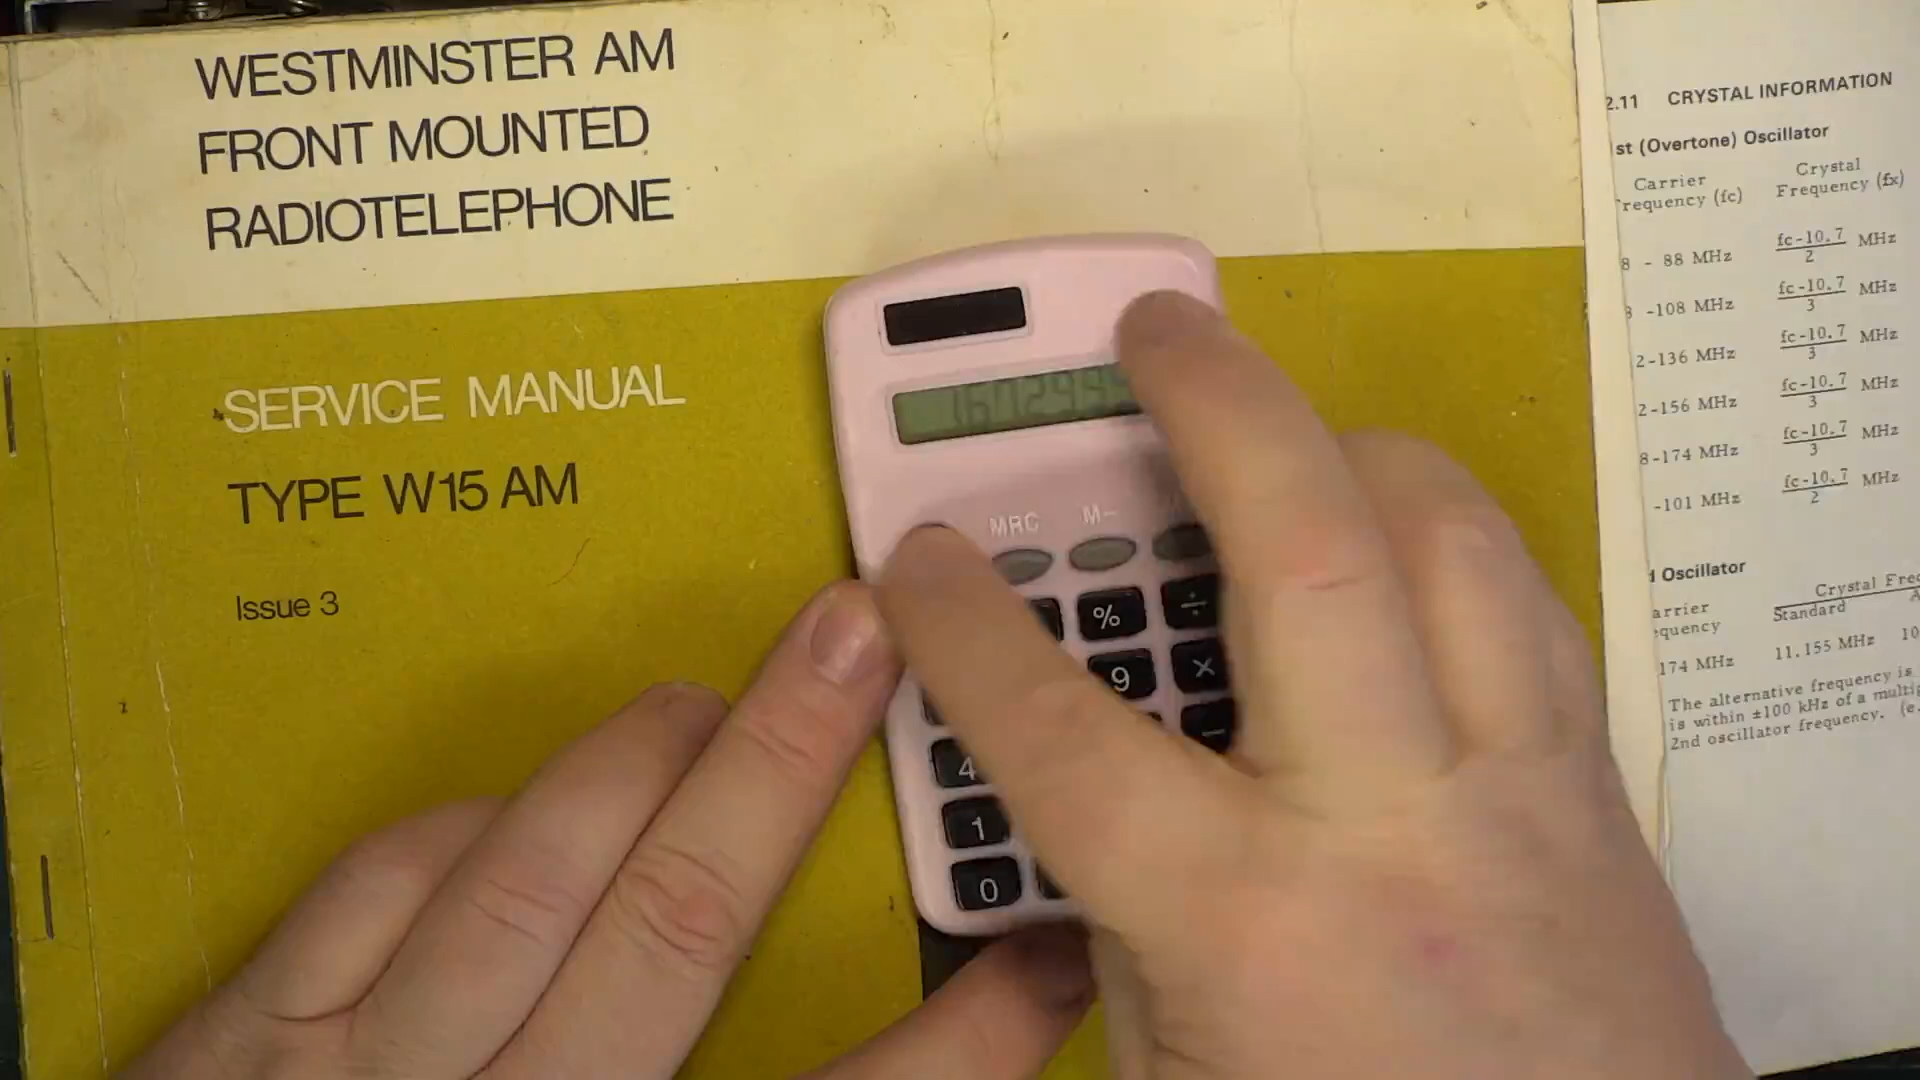 WESTMINSTER AM
FRONT MOUNTED
RADIOTELEPHONE
SERVICE MANUAL
TYPE W15 AM
Issue 3
MRC M-
% ÷
9 ×
−
4
1
0
2.11 CRYSTAL INFORMATION
st (Overtone) Oscillator
Carrier Crystal
requency (fc) Frequency (fx)
8 - 88 MHz fc-10.7/2 MHz
8 -108 MHz fc-10.7/3 MHz
2-136 MHz fc-10.7/3 MHz
2-156 MHz fc-10.7/3 MHz
8-174 MHz fc-10.7/3 MHz
-101 MHz fc-10.7/2 MHz
d Oscillator
arrier Crystal Freq
equency Standard A
174 MHz 11.155 MHz 10
The alternative frequency is
is within ±100 kHz of a multip
2nd oscillator frequency. (e.